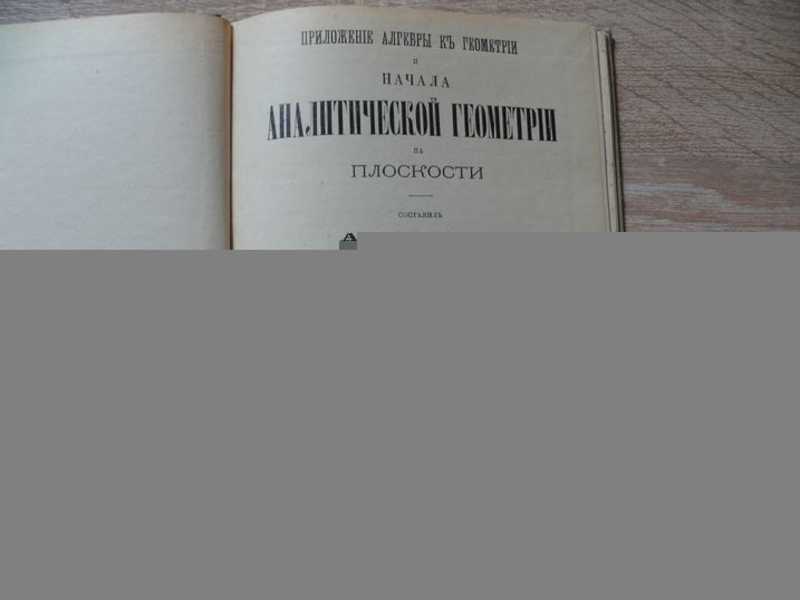 ПРИЛОЖЕНІЕ АЛГЕБРЫ КЪ ГЕОМЕТРІИ
И
НАЧАЛА
АНАЛИТИЧЕСКОЙ ГЕОМЕТРІИ
НА
ПЛОСКОСТИ
СОСТАВИЛЪ